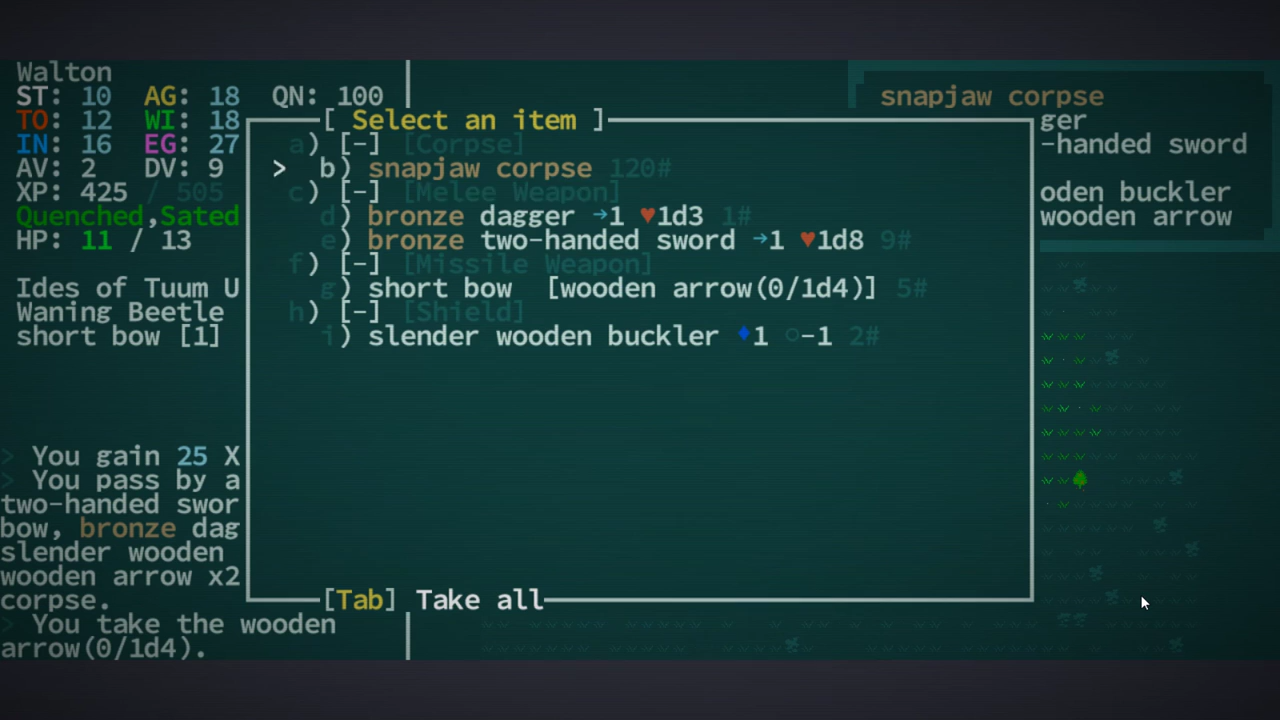 Walton
ST: 10 AG: 18 QN: 100
TO: 12 WI: 18
IN: 16 EG: 27
AV: 2 DV: 9
XP: 425 / 505
Quenched,Sated
HP: 11 / 13
Ides of Tuum U
Waning Beetle
short bow [1]
> You gain 25 X
> You pass by a
two-handed swor
bow, bronze dag
slender wooden
wooden arrow x2
corpse.
> You take the wooden
arrow(0/1d4).
[ Select an item ]
a) [-] [Corpse]
> b) snapjaw corpse 120#
c) [-] [Melee Weapon]
d) bronze dagger →1 ♥1d3 1#
e) bronze two-handed sword →1 ♥1d8 9#
f) [-] [Missile Weapon]
g) short bow [wooden arrow(0/1d4)] 5#
h) [-] [Shield]
i) slender wooden buckler ♦1 ○-1 2#
[Tab] Take all
snapjaw corpse
ger
-handed sword
oden buckler
wooden arrow